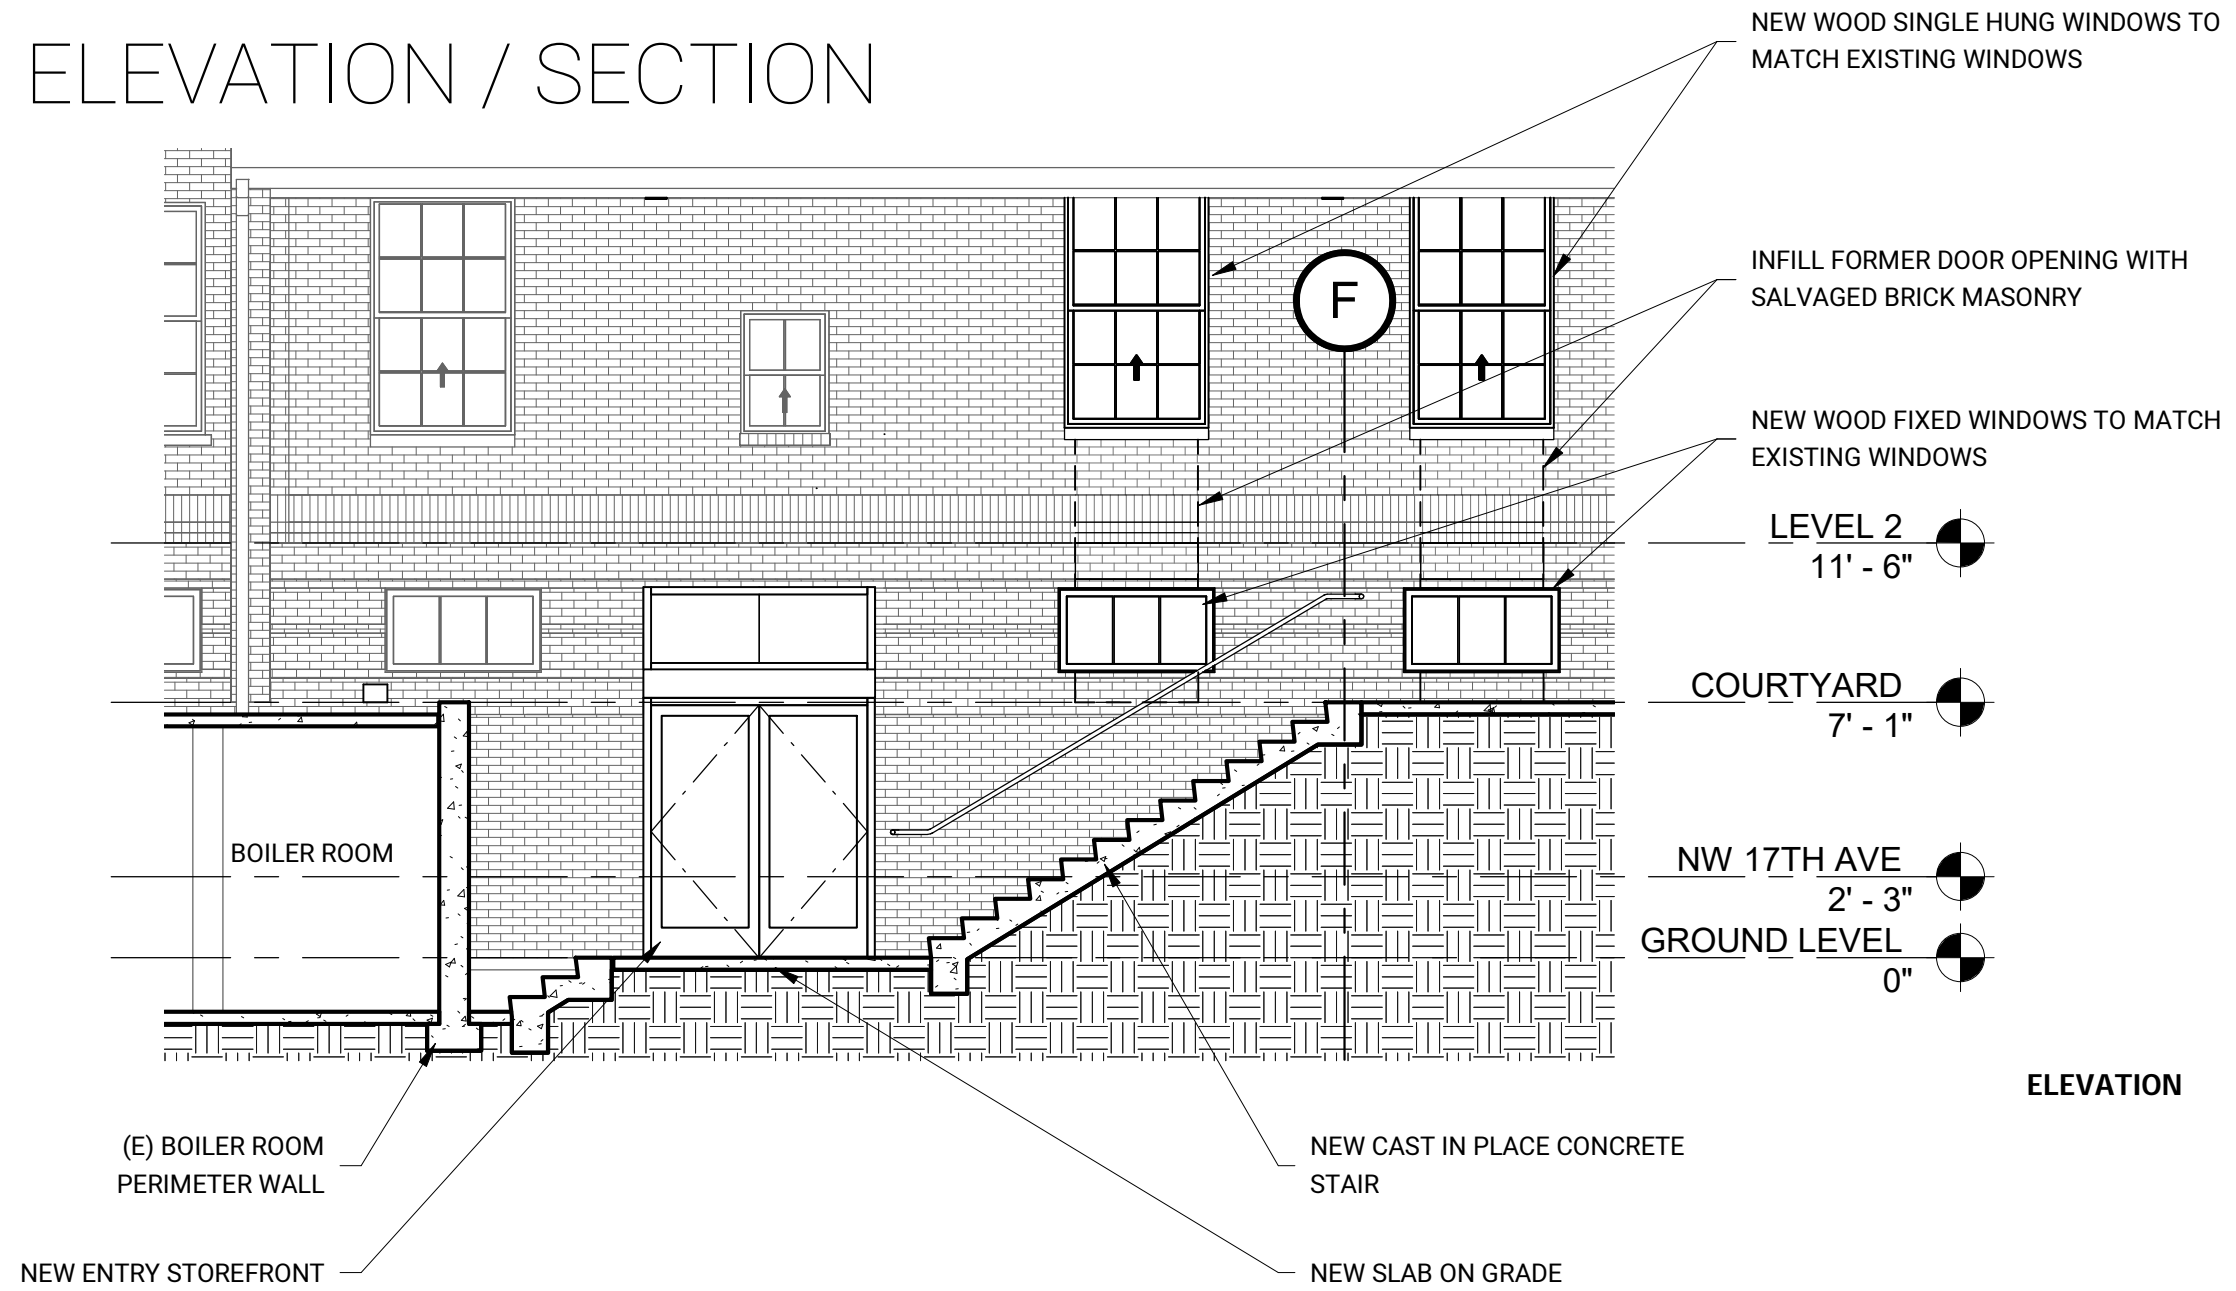 ELEVATION / SECTION
NEW WOOD SINGLE HUNG WINDOWS TO
MATCH EXISTING WINDOWS
INFILL FORMER DOOR OPENING WITH
SALVAGED BRICK MASONRY
F
NEW WOOD FIXED WINDOWS TO MATCH
EXISTING WINDOWS
LEVEL 2
11' - 6"
COURTYARD
7' - 1"
BOILER ROOM
NW 17TH AVE
2' - 3"
GROUND LEVEL
0"
ELEVATION
(E) BOILER ROOM
PERIMETER WALL
NEW CAST IN PLACE CONCRETE
STAIR
NEW ENTRY STOREFRONT
NEW SLAB ON GRADE